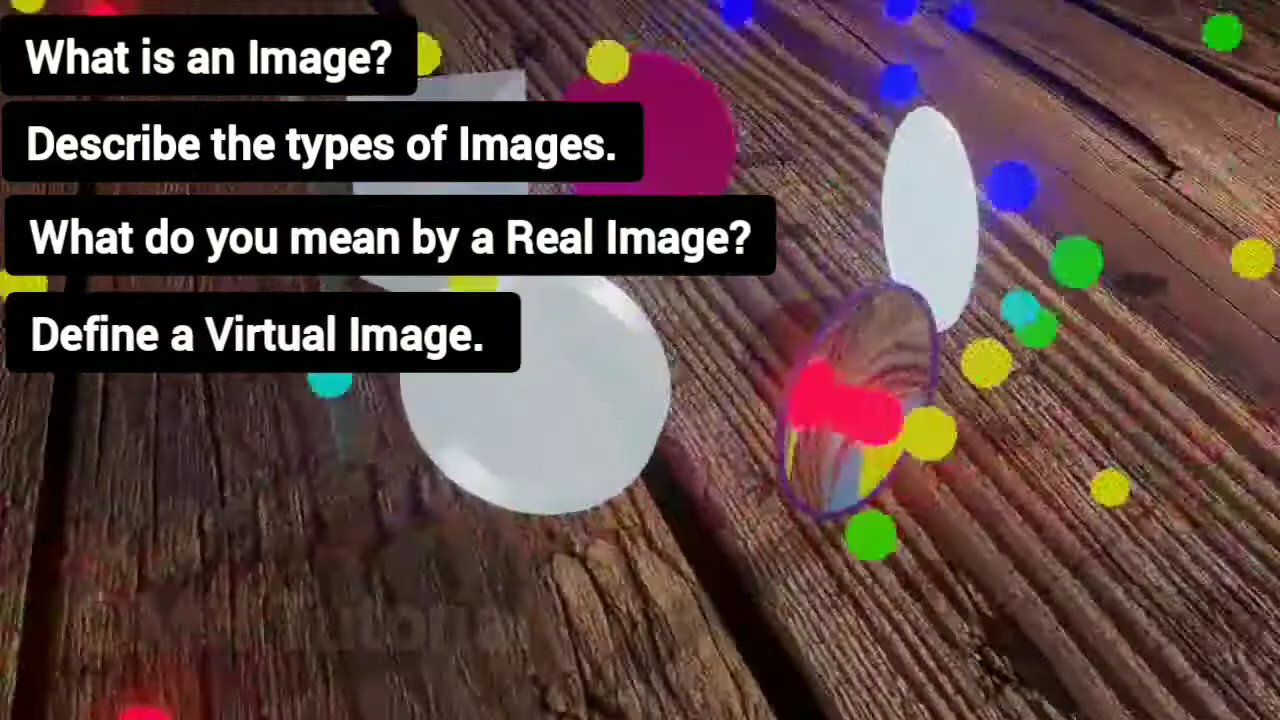 What is an Image?
Describe the types of Images.
What do you mean by a Real Image?
Define a Virtual Image.